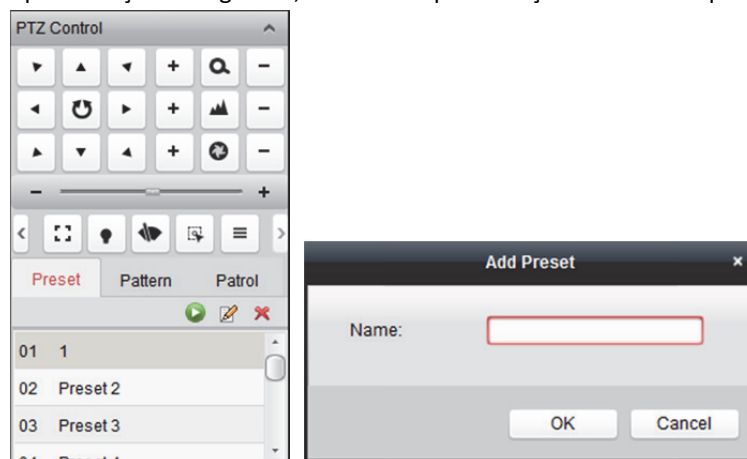 PTZ Control
Preset Pattern Patrol
01 1
02 Preset 2
03 Preset 3
Add Preset
Name:
OK Cancel